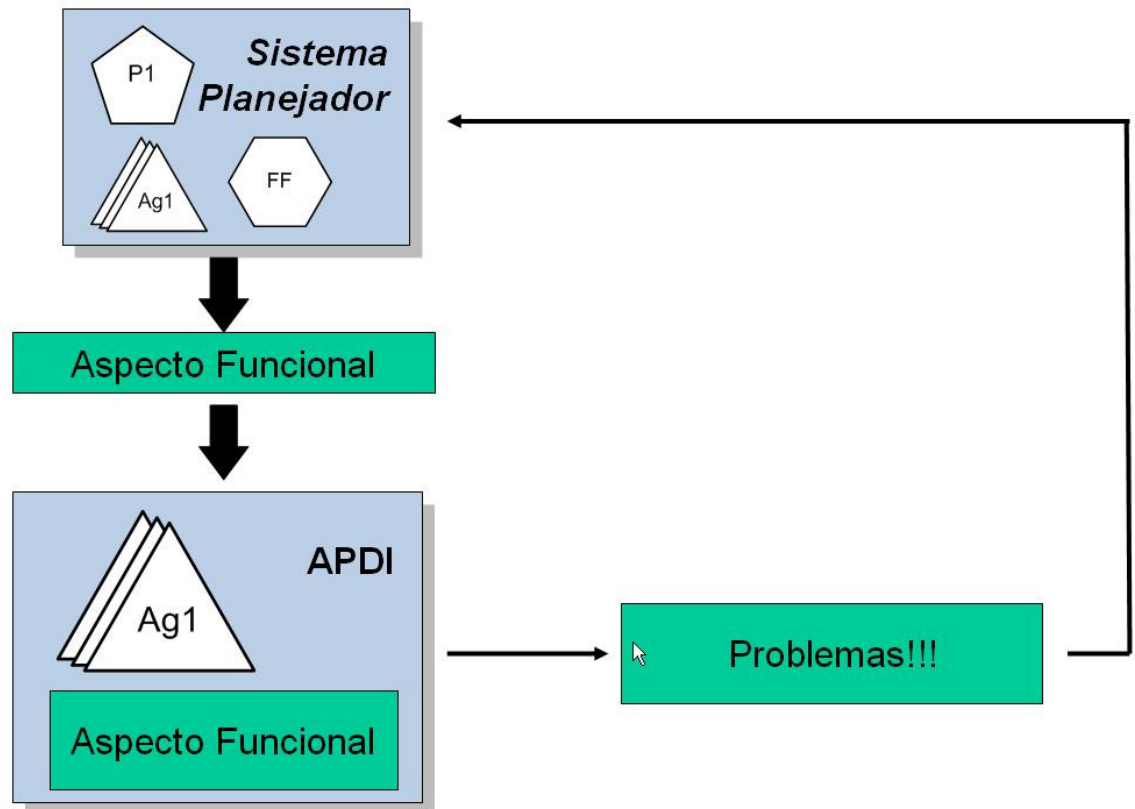 P1
Sistema
Planejador
Ag1
FF
Aspecto Funcional
APDI
Ag1
Aspecto Funcional
Problemas!!!